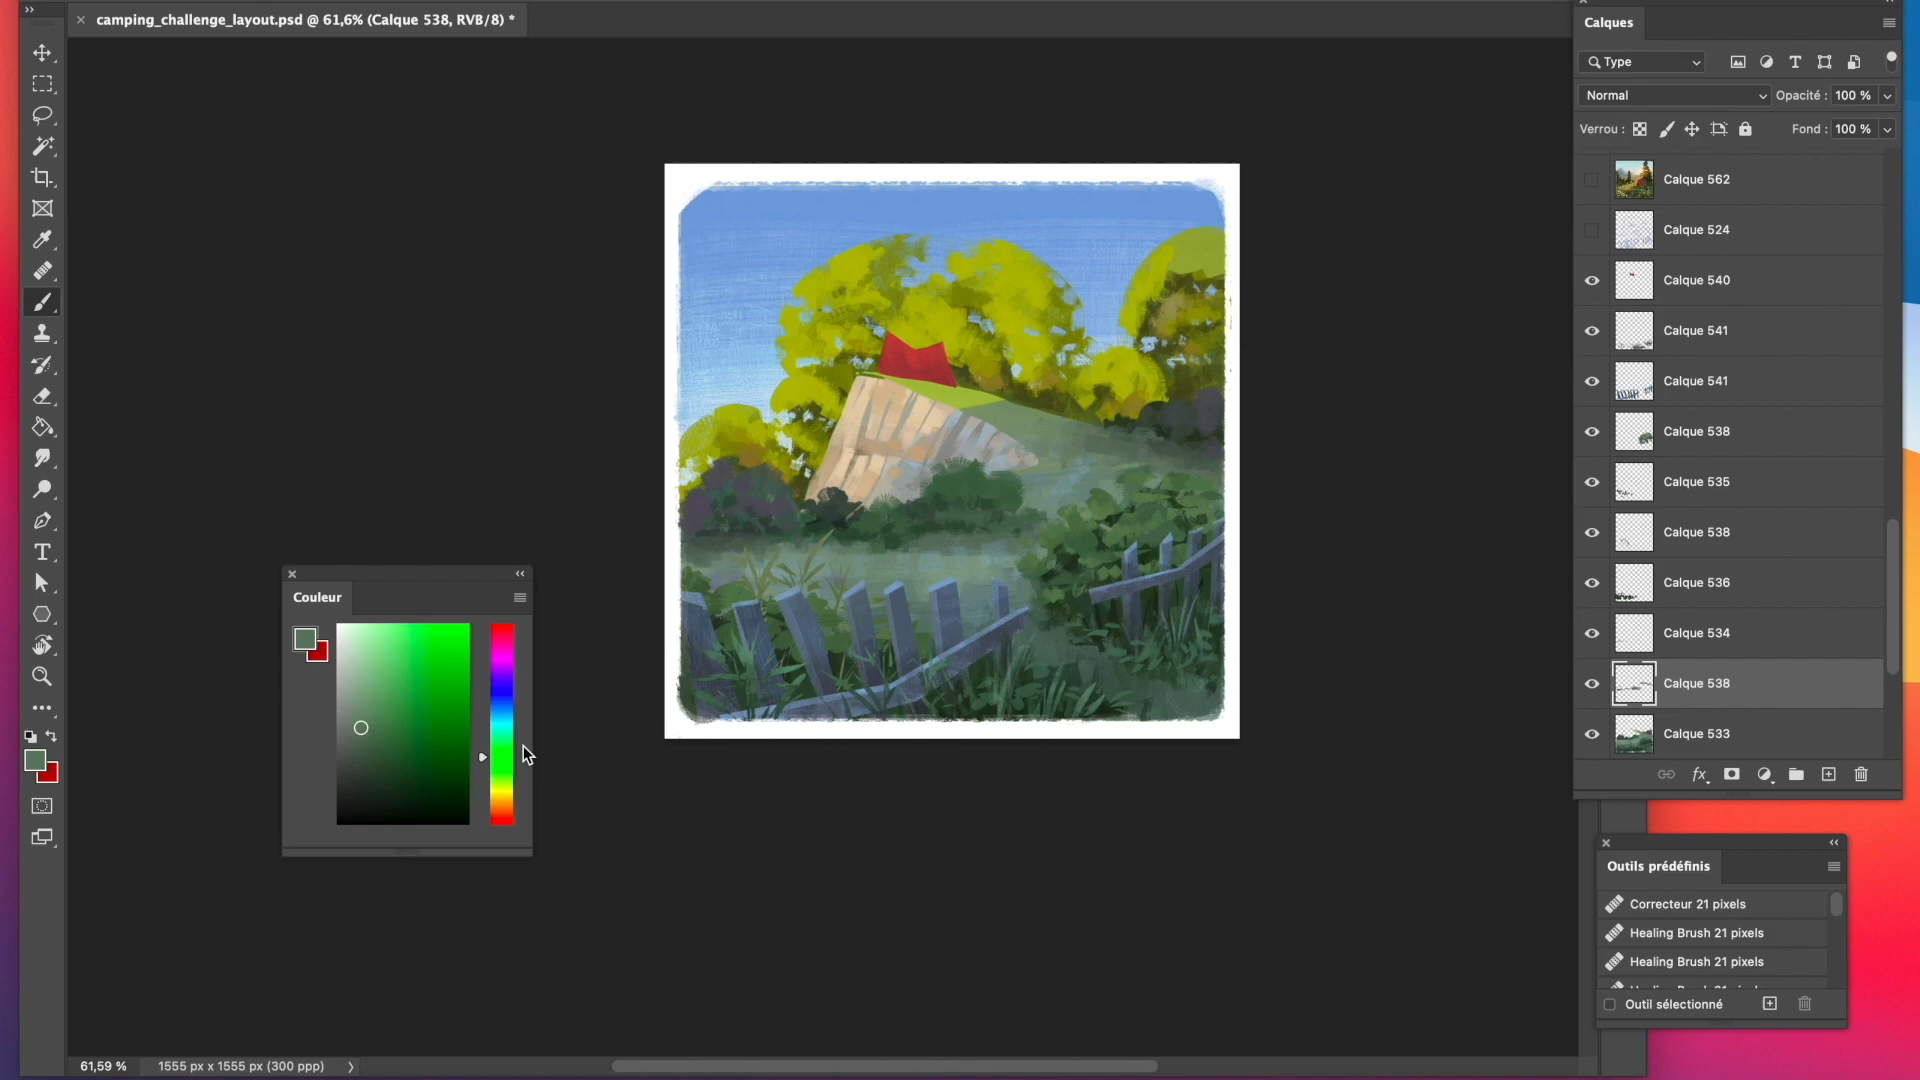 camping_challenge_layout.psd @ 61,6% (Calque 538, RVB/8) *
Calques
Type
Normal
Opacité : 100 %
Verrou :
Fond : 100 %
Calque 562
Calque 524
Calque 540
Calque 541
Calque 541
Calque 538
Calque 535
Calque 538
Calque 536
Calque 534
Calque 538
Calque 533
fx
Couleur
Outils prédéfinis
Correcteur 21 pixels
Healing Brush 21 pixels
Healing Brush 21 pixels
Outil sélectionné
61,59 %
1555 px x 1555 px (300 ppp)